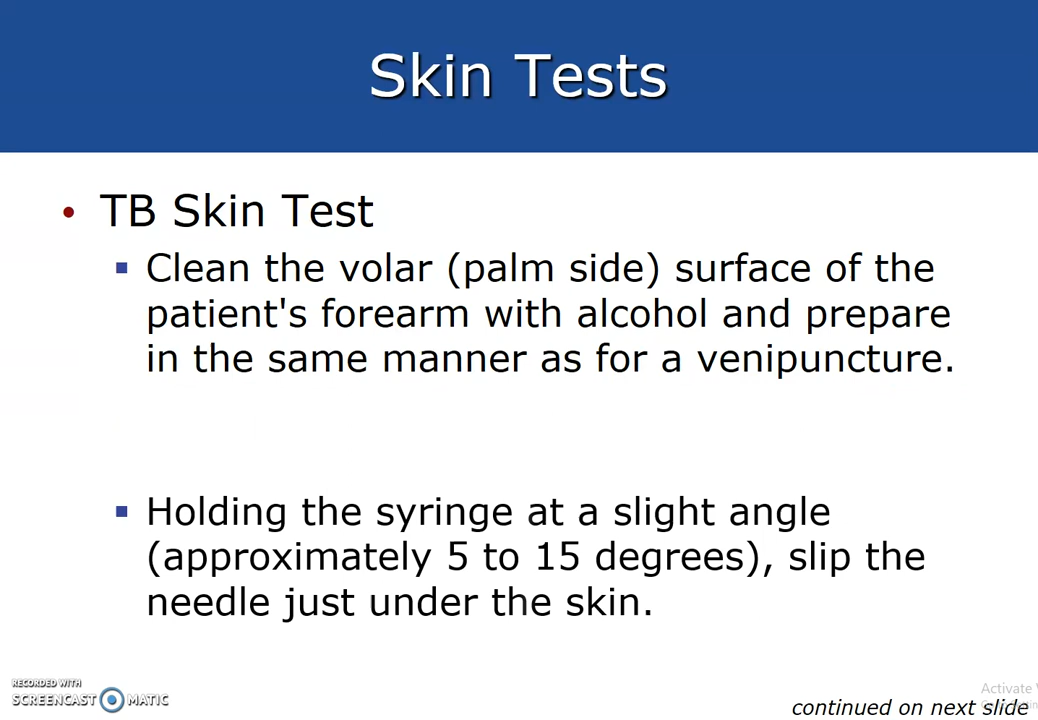 Skin Tests
• TB Skin Test
▪ Clean the volar (palm side) surface of the
patient's forearm with alcohol and prepare
in the same manner as for a venipuncture.
▪ Holding the syringe at a slight angle
(approximately 5 to 15 degrees), slip the
needle just under the skin.
RECORDED WITH
SCREENCAST MATIC
Activate
continued on next slide